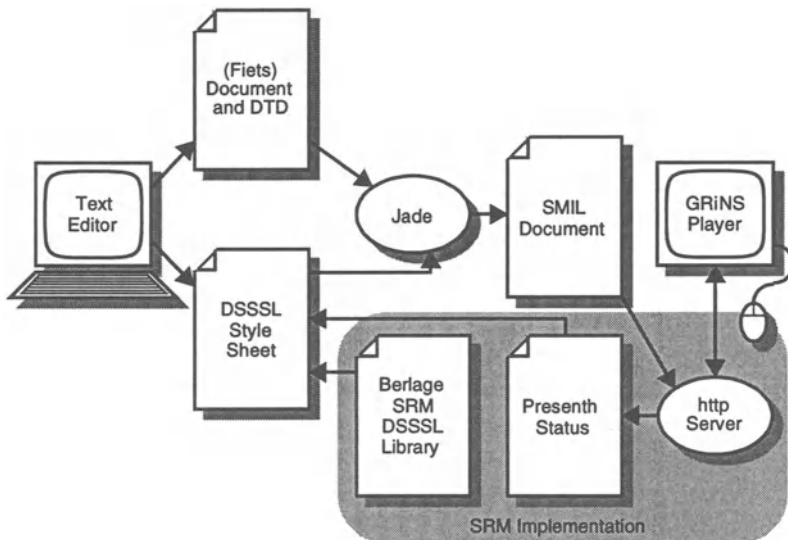 (Fiets)
Document
and DTD
Text
Editor
Jade
SMIL
Document
GRiNS
Player
DSSSL
Style
Sheet
Berlage
SRM
DSSSL
Library
Presenth
Status
http
Server
SRM Implementation